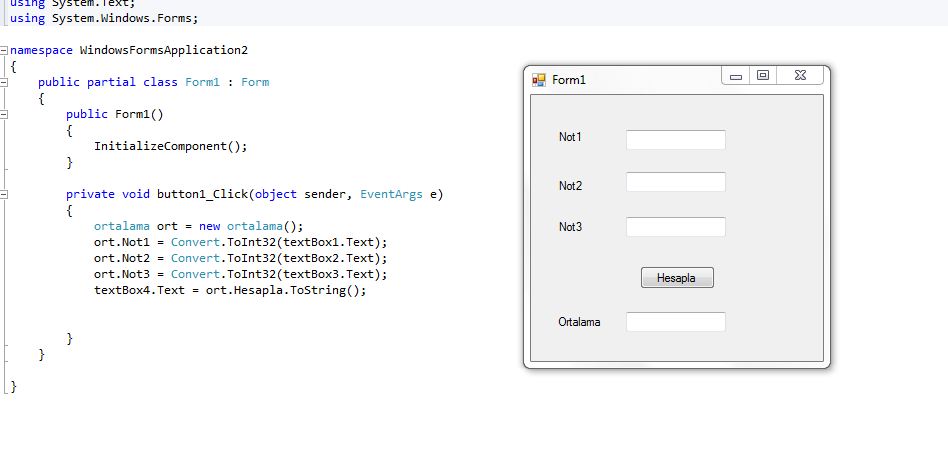 using System.Text;
using System.Windows.Forms;
namespace WindowsFormsApplication2
{
public partial class Form1 : Form
{
public Form1()
{
InitializeComponent();
}
private void button1_Click(object sender, EventArgs e)
{
ortalama ort = new ortalama();
ort.Not1 = Convert.ToInt32(textBox1.Text);
ort.Not2 = Convert.ToInt32(textBox2.Text);
ort.Not3 = Convert.ToInt32(textBox3.Text);
textBox4.Text = ort.Hesapla.ToString();
}
}
}
Form1
Not1
Not2
Not3
Hesapla
Ortalama